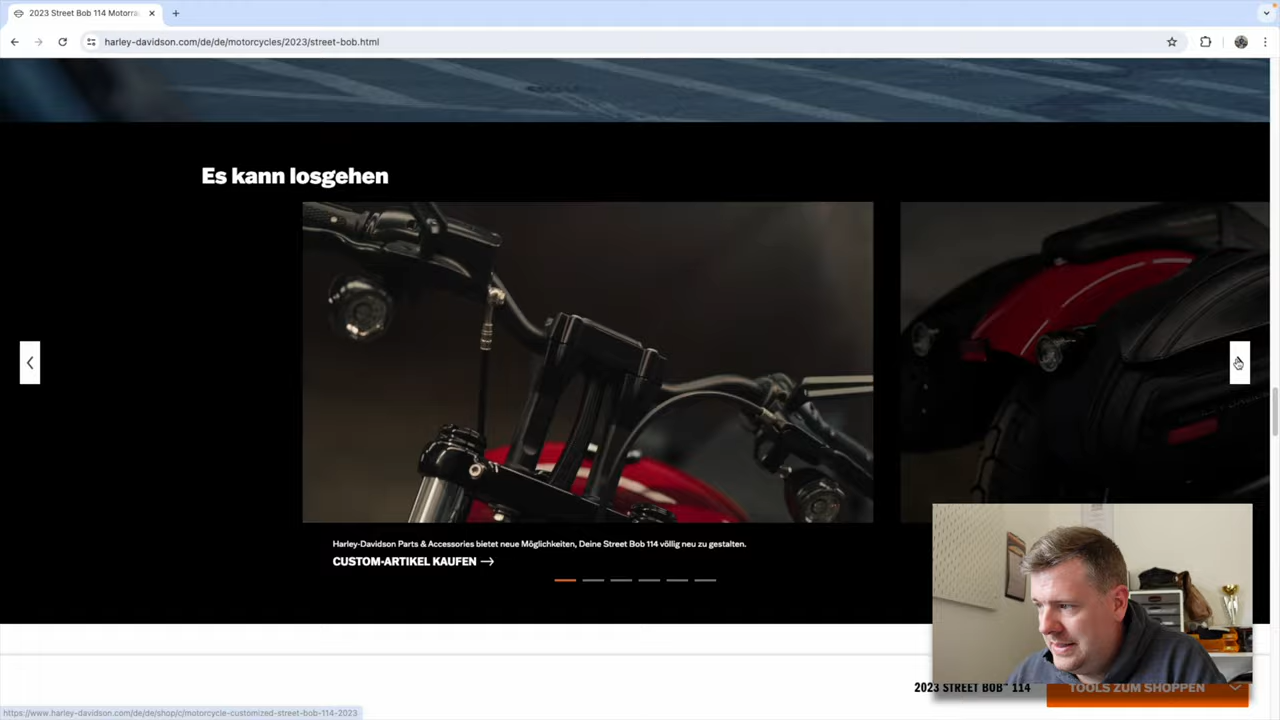 2023 Street Bob 114 Motorra
harley-davidson.com/de/de/motorcycles/2023/street-bob.html
Es kann losgehen
Harley-Davidson Parts & Accessories bietet neue Möglichkeiten, Deine Street Bob 114 völlig neu zu gestalten.
CUSTOM-ARTIKEL KAUFEN
2023 STREET BOB™ 114
TOOLS ZUM SHOPPEN
https://www.harley-davidson.com/de/de/shop/c/motorcycle-customized-street-bob-114-2023